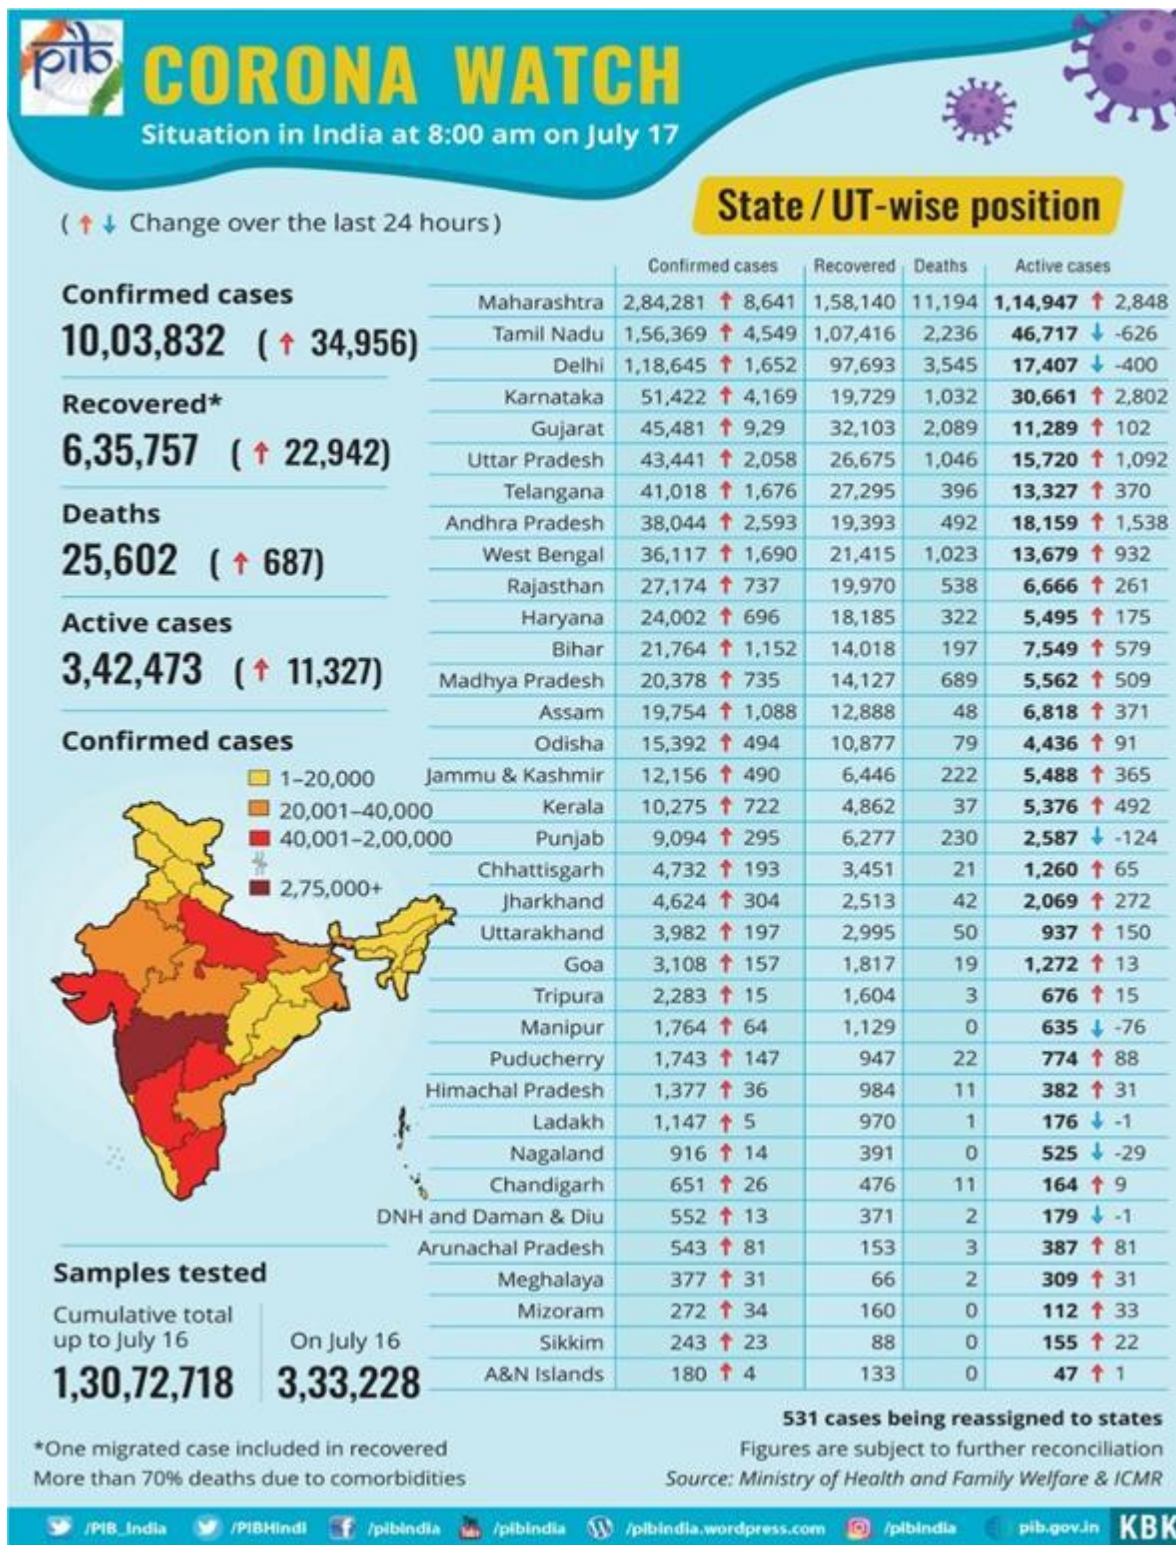 pib
CORONA WATCH
Situation in India at 8:00 am on July 17
( ↑ ↓ Change over the last 24 hours )
Confirmed cases
10,03,832 ( ↑ 34,956)
Recovered*
6,35,757 ( ↑ 22,942)
Deaths
25,602 ( ↑ 687)
Active cases
3,42,473 ( ↑ 11,327)
Confirmed cases
1–20,000
20,001–40,000
40,001–2,00,000
2,75,000+
Samples tested
Cumulative total
up to July 16
1,30,72,718
On July 16
3,33,228
*One migrated case included in recovered
More than 70% deaths due to comorbidities
State / UT-wise position
Confirmed cases Recovered Deaths Active cases
Maharashtra 2,84,281 ↑ 8,641 1,58,140 11,194 1,14,947 ↑ 2,848
Tamil Nadu 1,56,369 ↑ 4,549 1,07,416 2,236 46,717 ↓ -626
Delhi 1,18,645 ↑ 1,652 97,693 3,545 17,407 ↓ -400
Karnataka 51,422 ↑ 4,169 19,729 1,032 30,661 ↑ 2,802
Gujarat 45,481 ↑ 9,29 32,103 2,089 11,289 ↑ 102
Uttar Pradesh 43,441 ↑ 2,058 26,675 1,046 15,720 ↑ 1,092
Telangana 41,018 ↑ 1,676 27,295 396 13,327 ↑ 370
Andhra Pradesh 38,044 ↑ 2,593 19,393 492 18,159 ↑ 1,538
West Bengal 36,117 ↑ 1,690 21,415 1,023 13,679 ↑ 932
Rajasthan 27,174 ↑ 737 19,970 538 6,666 ↑ 261
Haryana 24,002 ↑ 696 18,185 322 5,495 ↑ 175
Bihar 21,764 ↑ 1,152 14,018 197 7,549 ↑ 579
Madhya Pradesh 20,378 ↑ 735 14,127 689 5,562 ↑ 509
Assam 19,754 ↑ 1,088 12,888 48 6,818 ↑ 371
Odisha 15,392 ↑ 494 10,877 79 4,436 ↑ 91
Jammu & Kashmir 12,156 ↑ 490 6,446 222 5,488 ↑ 365
Kerala 10,275 ↑ 722 4,862 37 5,376 ↑ 492
Punjab 9,094 ↑ 295 6,277 230 2,587 ↓ -124
Chhattisgarh 4,732 ↑ 193 3,451 21 1,260 ↑ 65
Jharkhand 4,624 ↑ 304 2,513 42 2,069 ↑ 272
Uttarakhand 3,982 ↑ 197 2,995 50 937 ↑ 150
Goa 3,108 ↑ 157 1,817 19 1,272 ↑ 13
Tripura 2,283 ↑ 15 1,604 3 676 ↑ 15
Manipur 1,764 ↑ 64 1,129 0 635 ↓ -76
Puducherry 1,743 ↑ 147 947 22 774 ↑ 88
Himachal Pradesh 1,377 ↑ 36 984 11 382 ↑ 31
Ladakh 1,147 ↑ 5 970 1 176 ↓ -1
Nagaland 916 ↑ 14 391 0 525 ↓ -29
Chandigarh 651 ↑ 26 476 11 164 ↑ 9
DNH and Daman & Diu 552 ↑ 13 371 2 179 ↓ -1
Arunachal Pradesh 543 ↑ 81 153 3 387 ↑ 81
Meghalaya 377 ↑ 31 66 2 309 ↑ 31
Mizoram 272 ↑ 34 160 0 112 ↑ 33
Sikkim 243 ↑ 23 88 0 155 ↑ 22
A&N Islands 180 ↑ 4 133 0 47 ↑ 1
531 cases being reassigned to states
Figures are subject to further reconciliation
Source: Ministry of Health and Family Welfare & ICMR
/PIB_India /PIBHindi /pibindia /pibindia /pibindia.wordpress.com /pibindia pib.gov.in KBK